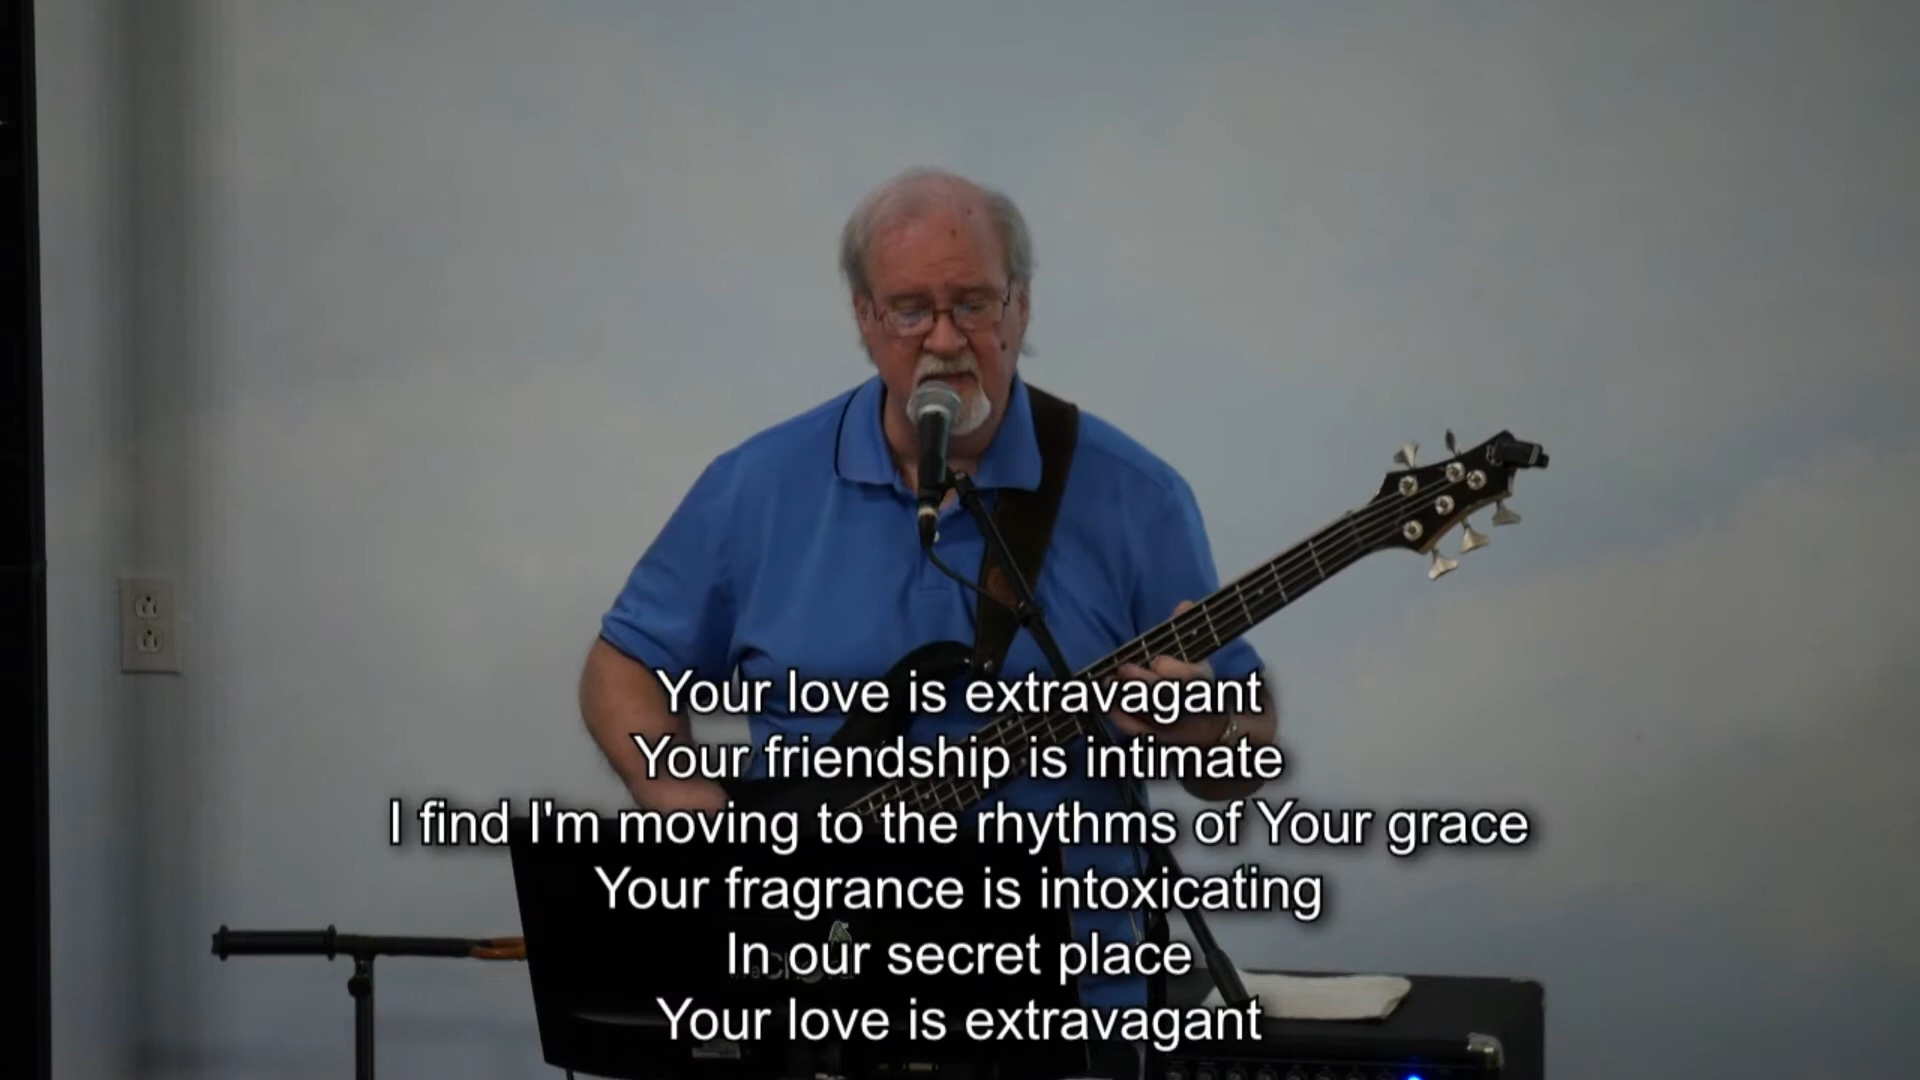 Your love is extravagant
Your friendship is intimate
I find I'm moving to the rhythms of Your grace
Your fragrance is intoxicating
In our secret place
Your love is extravagant